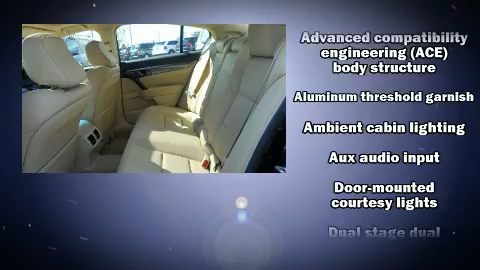 Advanced compatibility
engineering (ACE)
body structure
Aluminum threshold garnish
Ambient cabin lighting
Aux audio input
Door-mounted
courtesy lights
Dual stage dual